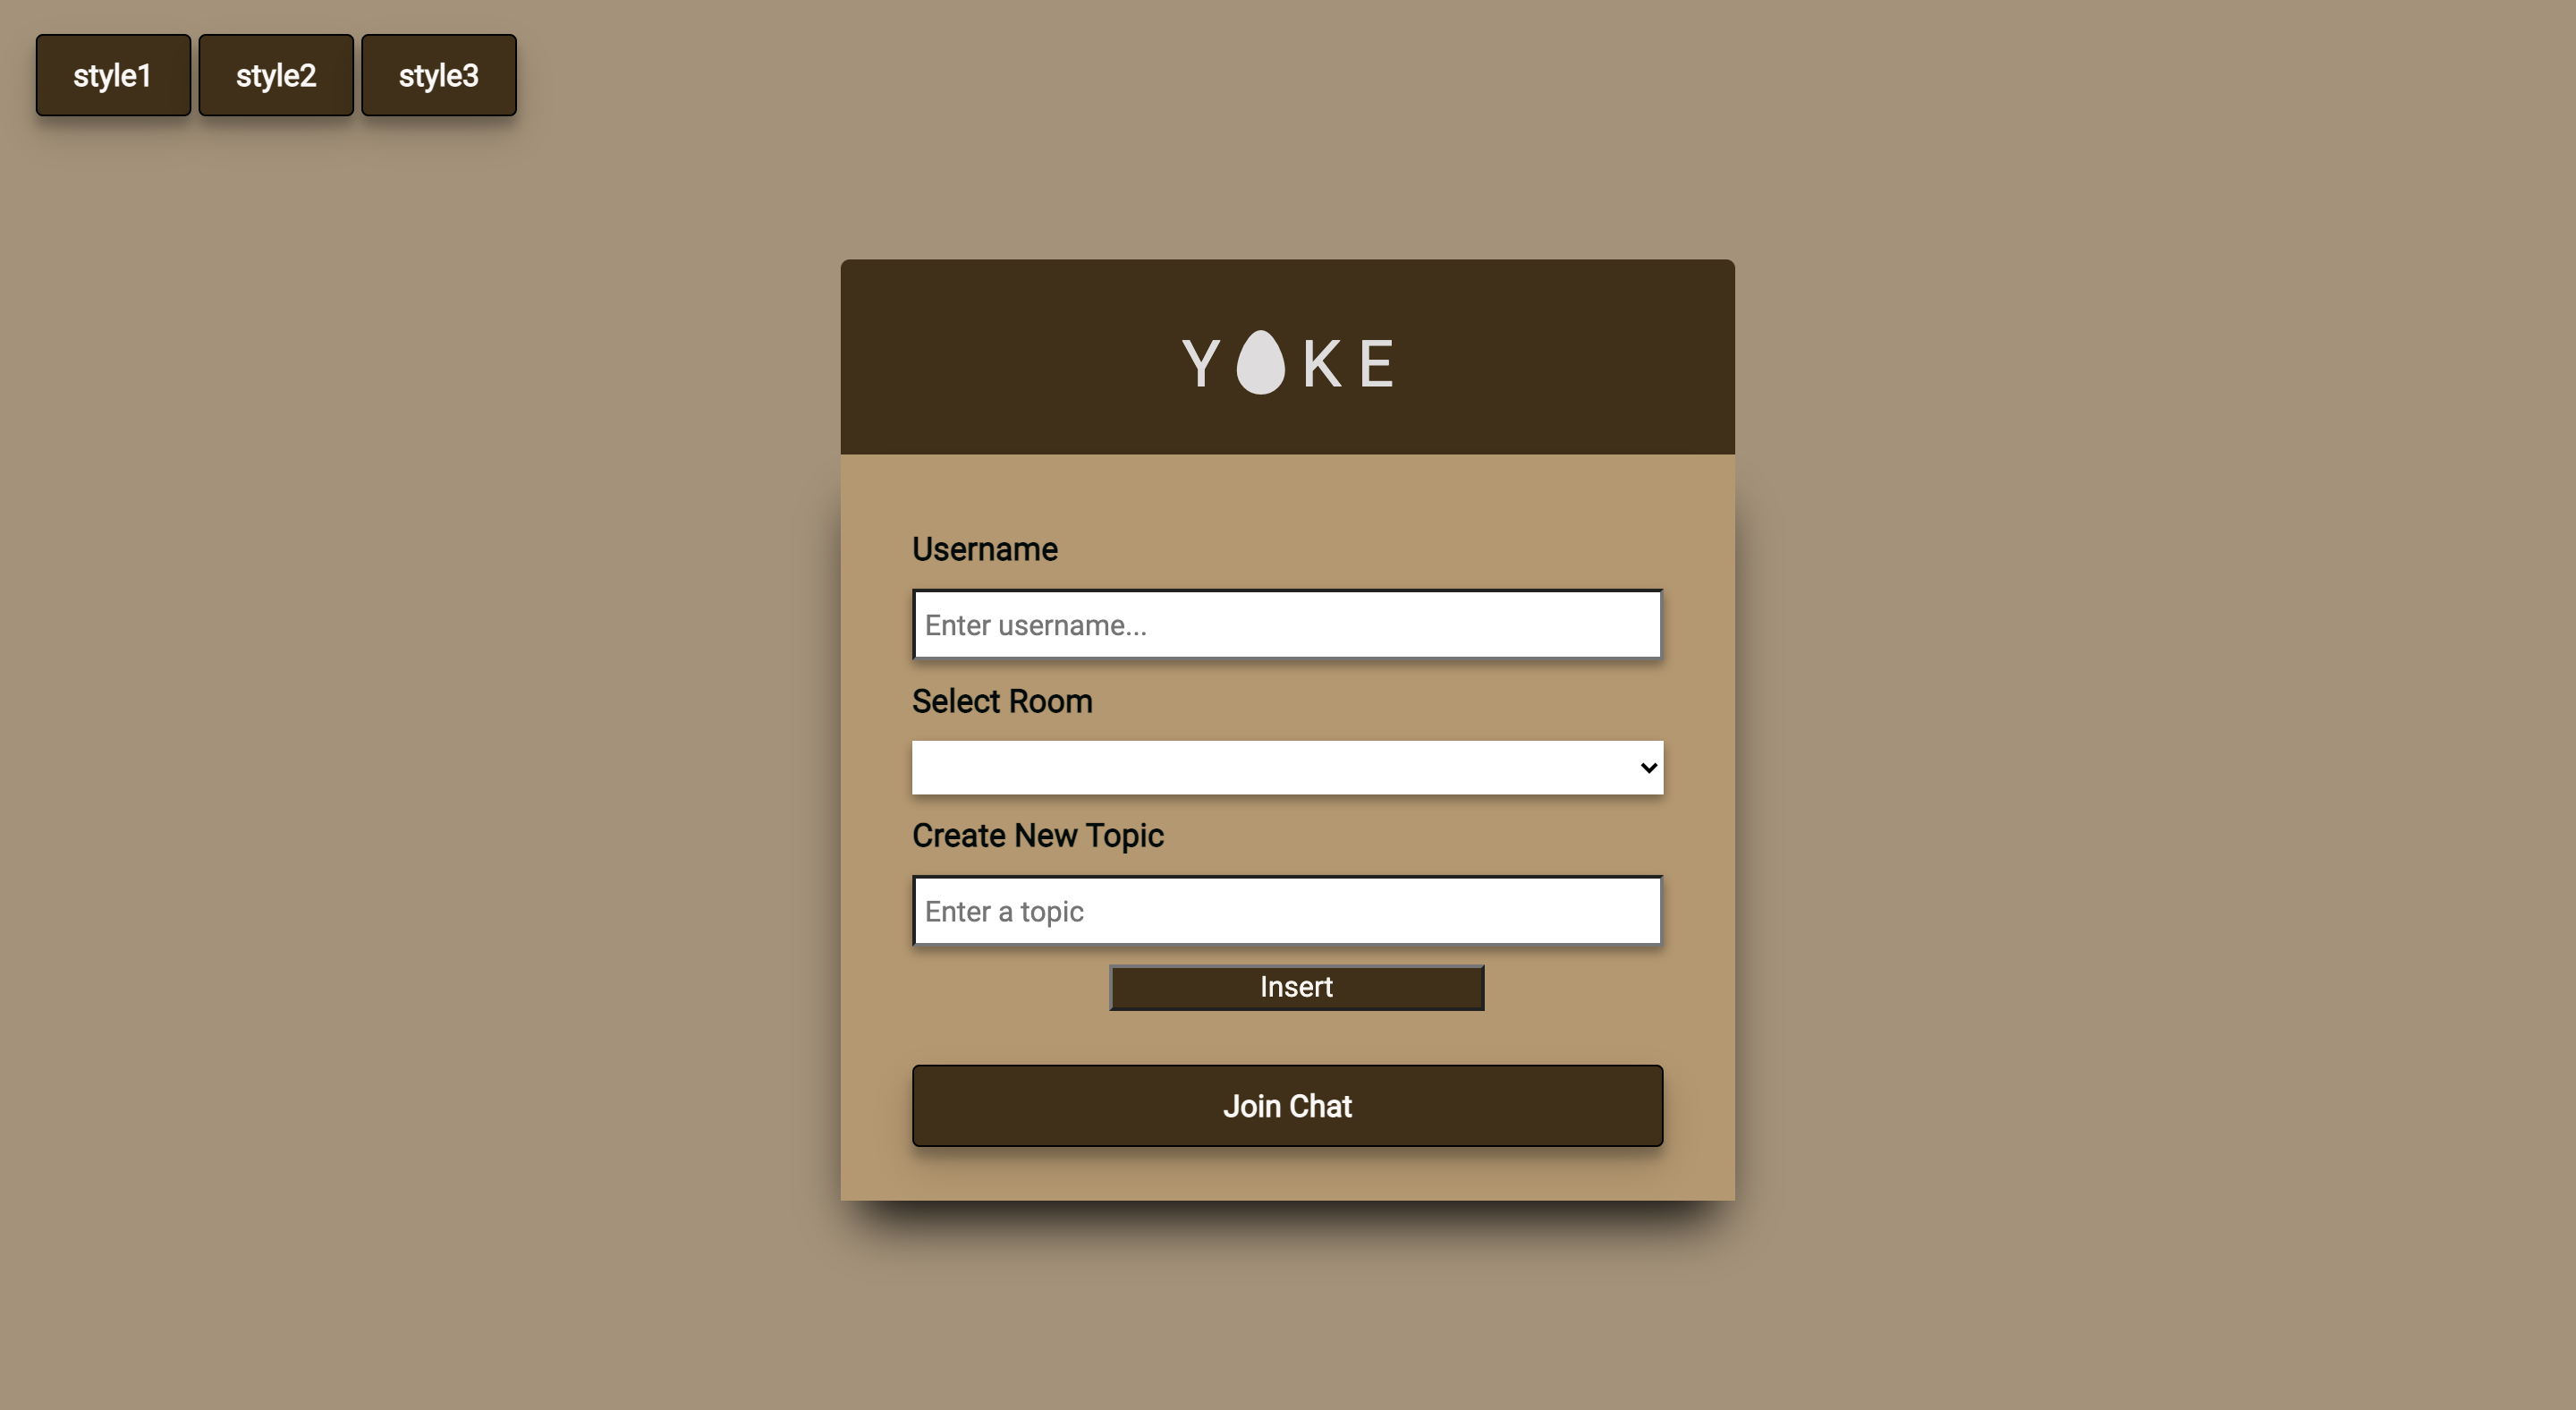 style1 style2 style3
Y KE
Username
Enter username...
Select Room
Create New Topic
Enter a topic
Insert
Join Chat